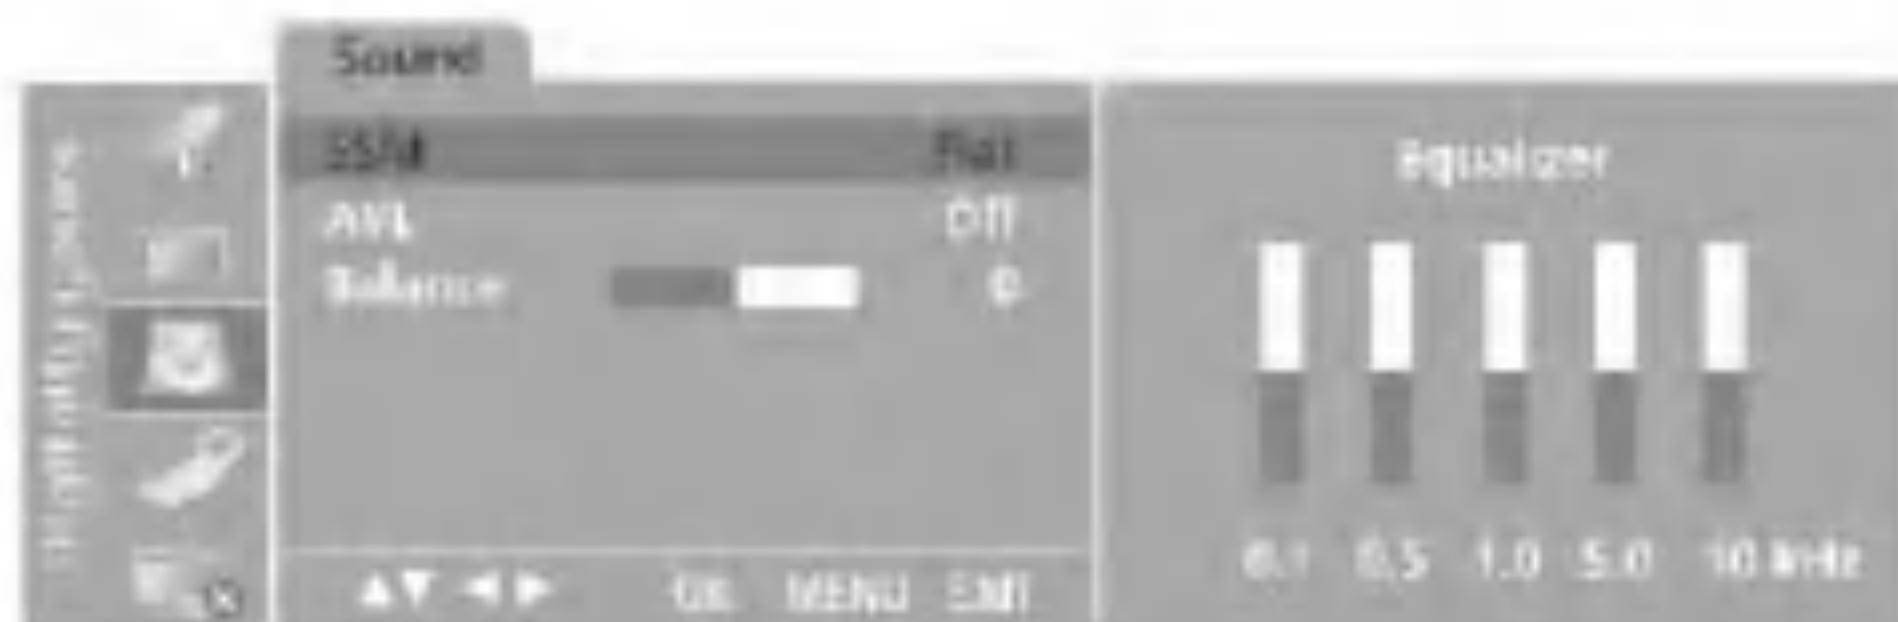 Sound
SSM Flat
AVL Off
Balance 0
OK MENU EXIT
Equalizer
0.1 0.5 1.0 5.0 10 kHz